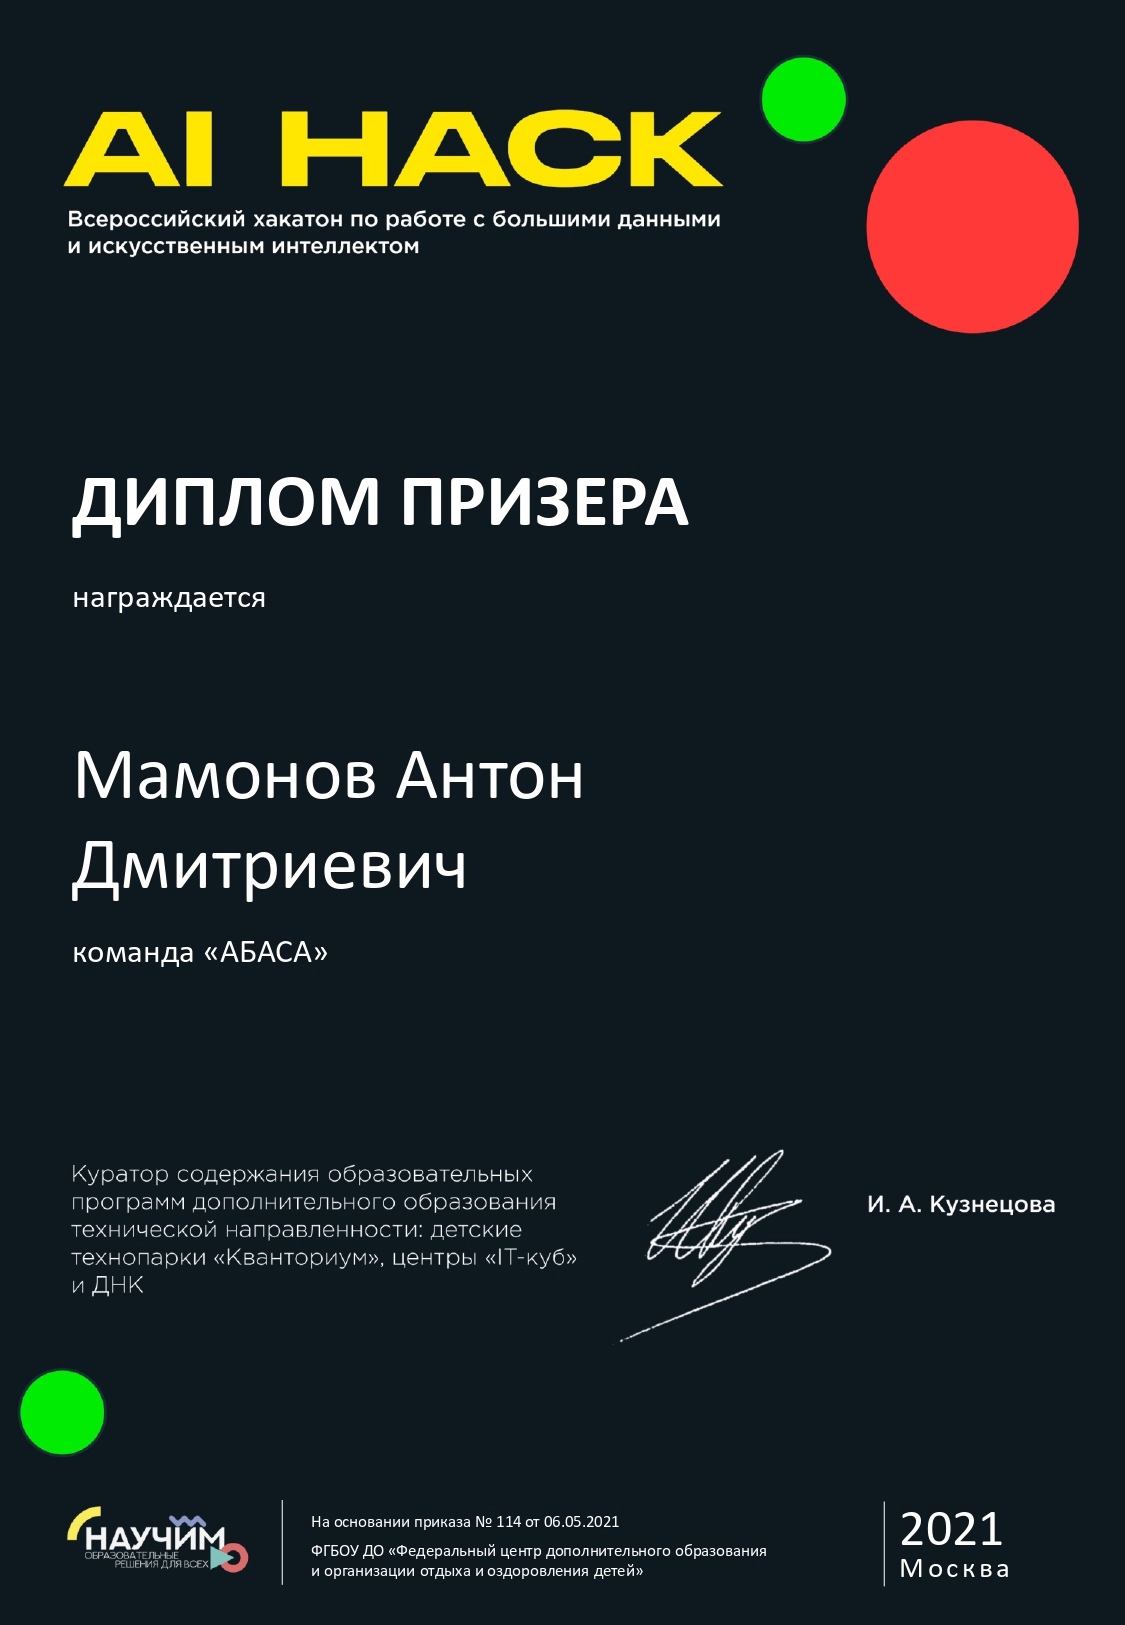 AI HACK
Всероссийский хакатон по работе с большими данными
и искусственным интеллектом
ДИПЛОМ ПРИЗЕРА
награждается
Мамонов Антон
Дмитриевич
команда «АБАСА»
Куратор содержания образовательных
программ дополнительного образования
технической направленности: детские
технопарки «Кванториум», центры «IT-куб»
и ДНК
И. А. Кузнецова
НАУЧИМ
ОБРАЗОВАТЕЛЬНЫЕ
РЕШЕНИЯ ДЛЯ ВСЕХ
На основании приказа № 114 от 06.05.2021
ФГБОУ ДО «Федеральный центр дополнительного образования
и организации отдыха и оздоровления детей»
2021
Москва